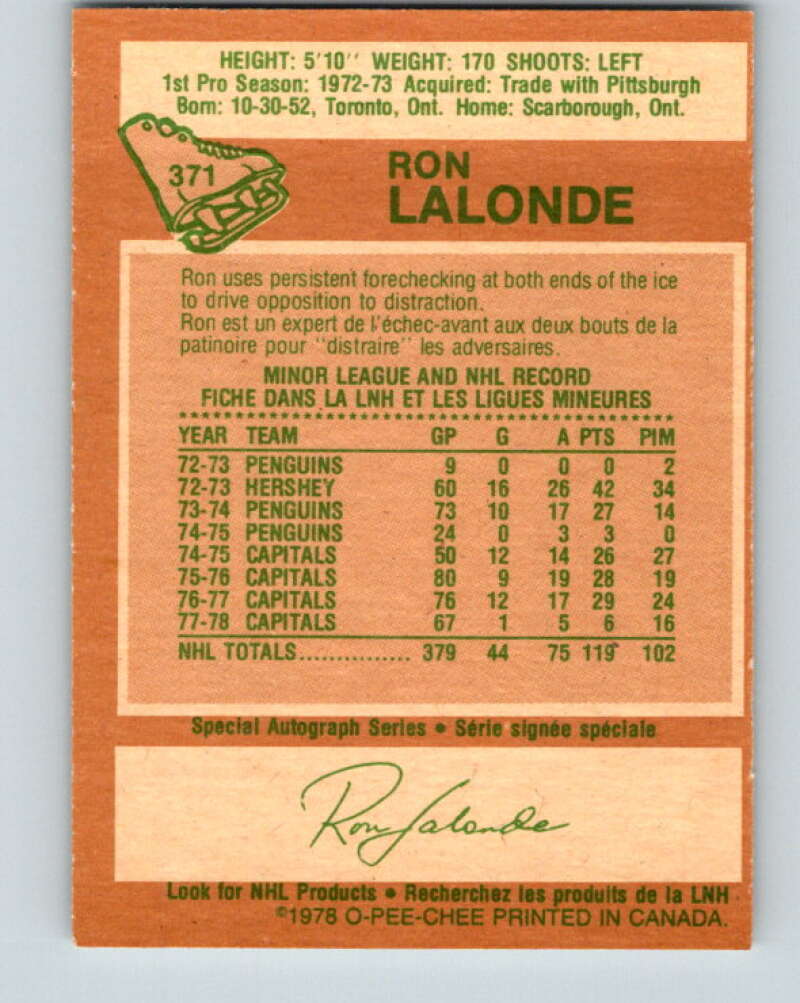 HEIGHT: 5'10'' WEIGHT: 170 SHOOTS: LEFT
1st Pro Season: 1972-73 Acquired: Trade with Pittsburgh
Born: 10-30-52, Toronto, Ont. Home: Scarborough, Ont.
371
RON
LALONDE
Ron uses persistent forechecking at both ends of the ice
to drive opposition to distraction.
Ron est un expert de l'échec-avant aux deux bouts de la
patinoire pour ''distraire'' les adversaires.
MINOR LEAGUE AND NHL RECORD
FICHE DANS LA LNH ET LES LIGUES MINEURES
YEAR TEAM GP G A PTS PIM
72-73 PENGUINS 9 0 0 0 2
72-73 HERSHEY 60 16 26 42 34
73-74 PENGUINS 73 10 17 27 14
74-75 PENGUINS 24 0 3 3 0
74-75 CAPITALS 50 12 14 26 27
75-76 CAPITALS 80 9 19 28 19
76-77 CAPITALS 76 12 17 29 24
77-78 CAPITALS 67 1 5 6 16
NHL TOTALS............... 379 44 75 119 102
Special Autograph Series • Série signée spéciale
Ron Lalonde
Look for NHL Products • Recherchez les produits de la LNH
©1978 O-PEE-CHEE PRINTED IN CANADA.